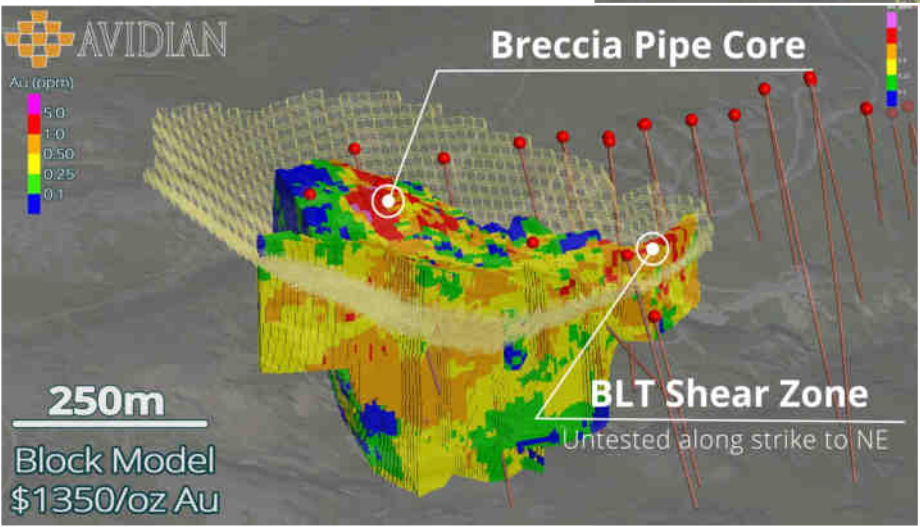 AVIDIAN
Breccia Pipe Core
Au (ppm)
5.0
1.0
0.50
0.25
0.1
BLT Shear Zone
Untested along strike to NE
250m
Block Model
$1350/oz Au